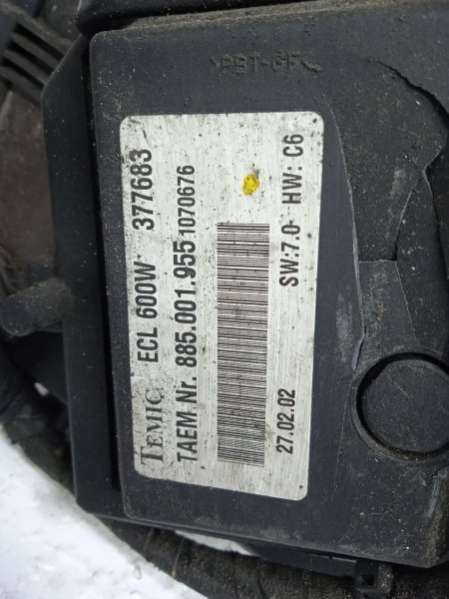 >PBT-GF<
TEMIC ECL 600W 377683
TAEM Nr. 885.001.955 1070676
27.02.02 SW:7.0 HW: C6